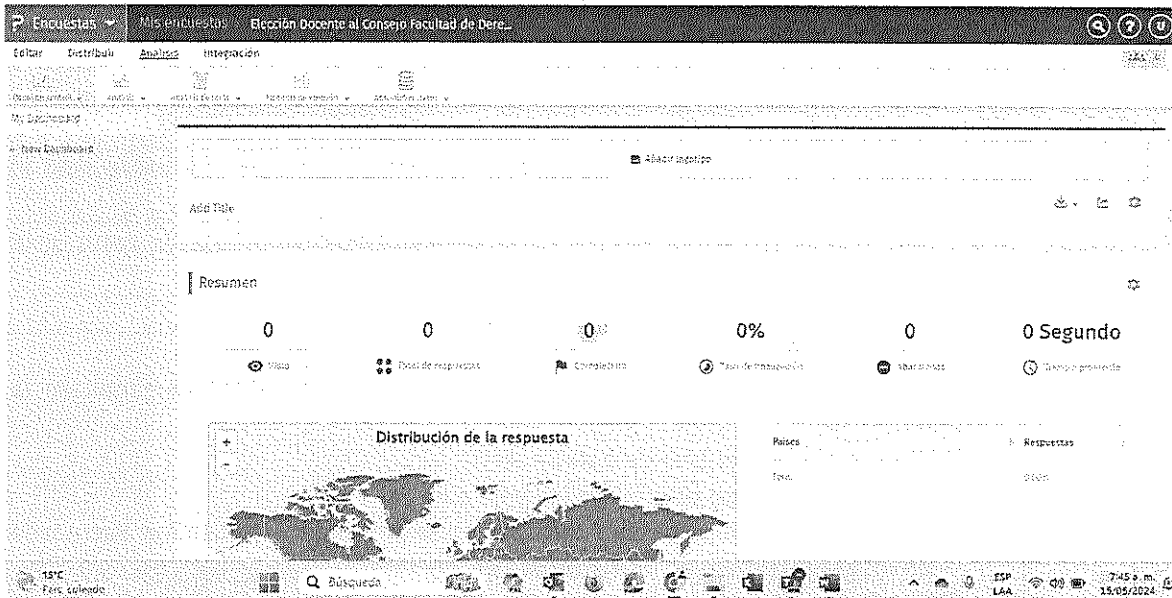 Encuestas Mis encuestas Elección Docente al Consejo Facultad de Dere...
Editar Distribuir Análisis Integración
My Dashboard
New Dashboard
Añadir logotipo
Add Title
Resumen
0 0 0 0% 0 0 Segundo
Visto Total de respuestas Completado Tasa de finalización Abandonos Tiempo promedio
Distribución de la respuesta
Países Respuestas
Total
+
-
15°C
Búsqueda
ESP
LAA
7:45 a. m.
15/05/2024